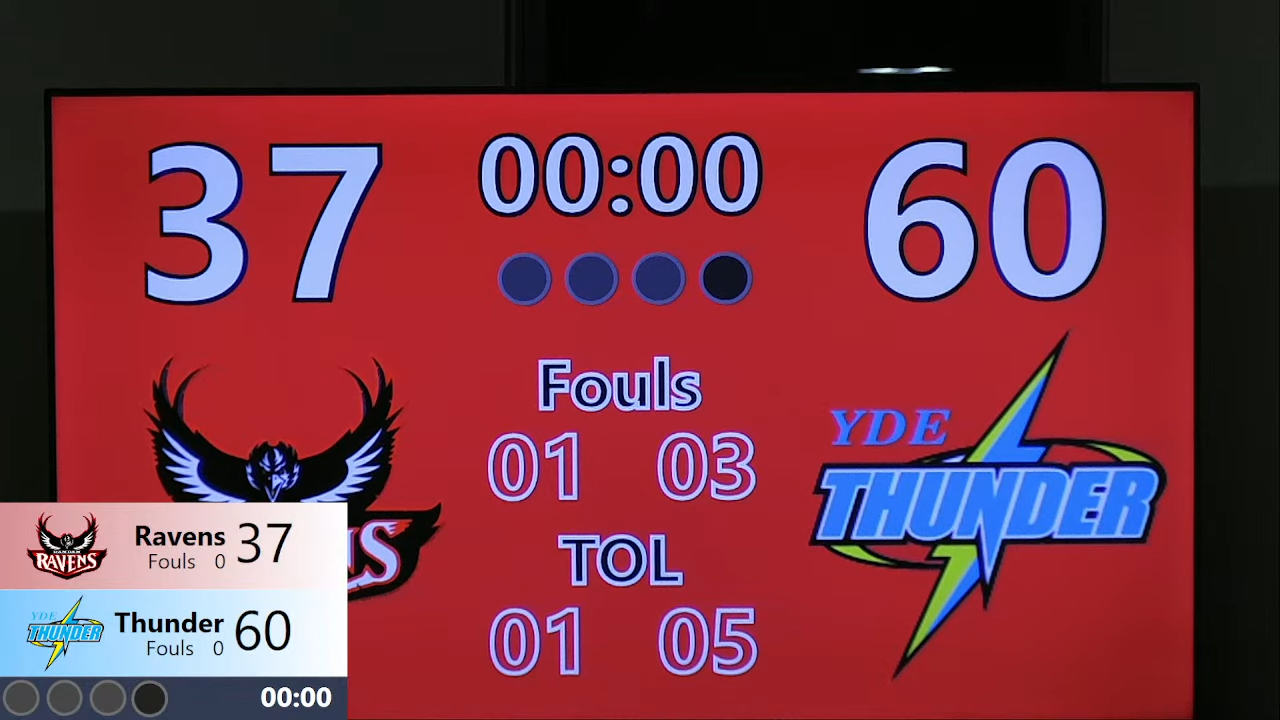 37 00:00 60
Fouls
01 03
TOL
01 05
YDE
THUNDER
Ravens 37
Fouls 0
RAVENS
YDE
THUNDER
Thunder 60
Fouls 0
00:00